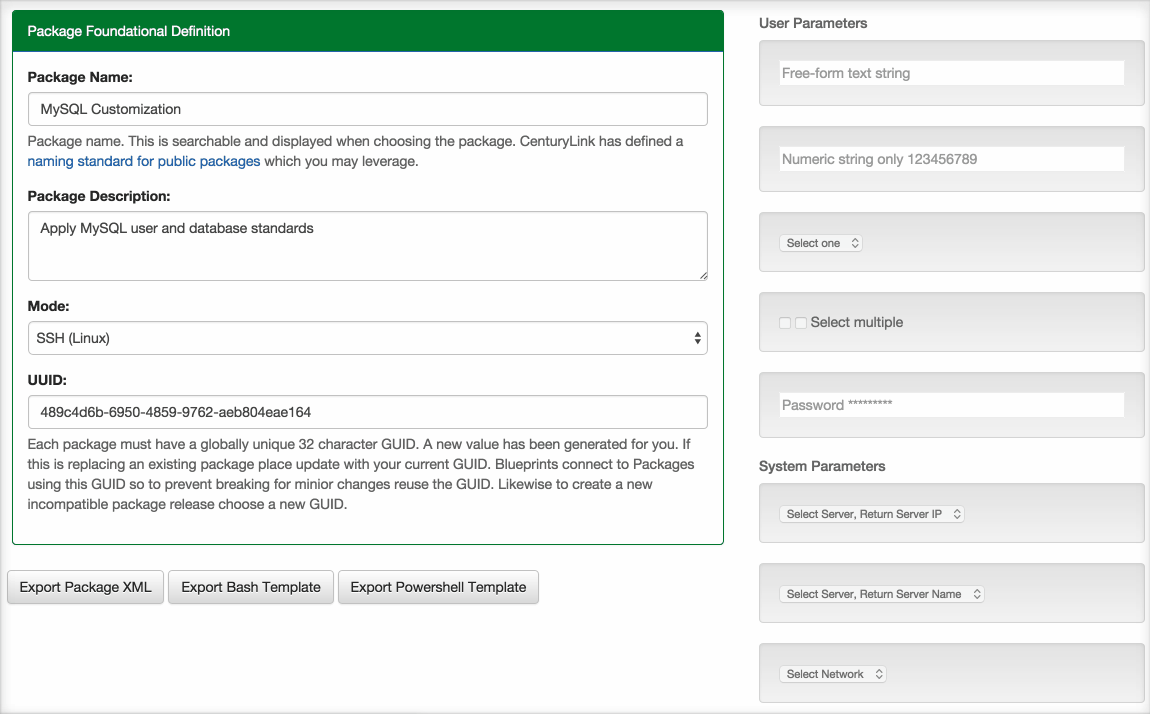 Package Foundational Definition
Package Name:
MySQL Customization
Package name. This is searchable and displayed when choosing the package. CenturyLink has defined a
naming standard for public packages which you may leverage.
Package Description:
Apply MySQL user and database standards
Mode:
SSH (Linux)
UUID:
489c4d6b-6950-4859-9762-aeb804eae164
Each package must have a globally unique 32 character GUID. A new value has been generated for you. If
this is replacing an existing package place update with your current GUID. Blueprints connect to Packages
using this GUID so to prevent breaking for minior changes reuse the GUID. Likewise to create a new
incompatible package release choose a new GUID.
Export Package XML
Export Bash Template
Export Powershell Template
User Parameters
Free-form text string
Numeric string only 123456789
Select one
Select multiple
Password *********
System Parameters
Select Server, Return Server IP
Select Server, Return Server Name
Select Network